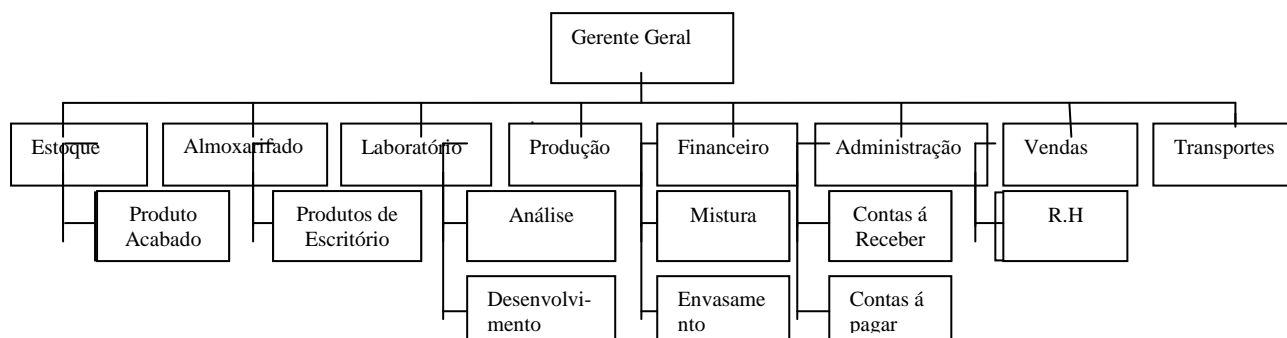 Gerente Geral
Estoque
Almoxarifado
Laboratório
Produção
Financeiro
Administração
Vendas
Transportes
Produto
Acabado
Produtos de
Escritório
Análise
Mistura
Contas á
Receber
R.H
Desenvolvi-
mento
Envasame
nto
Contas á
pagar